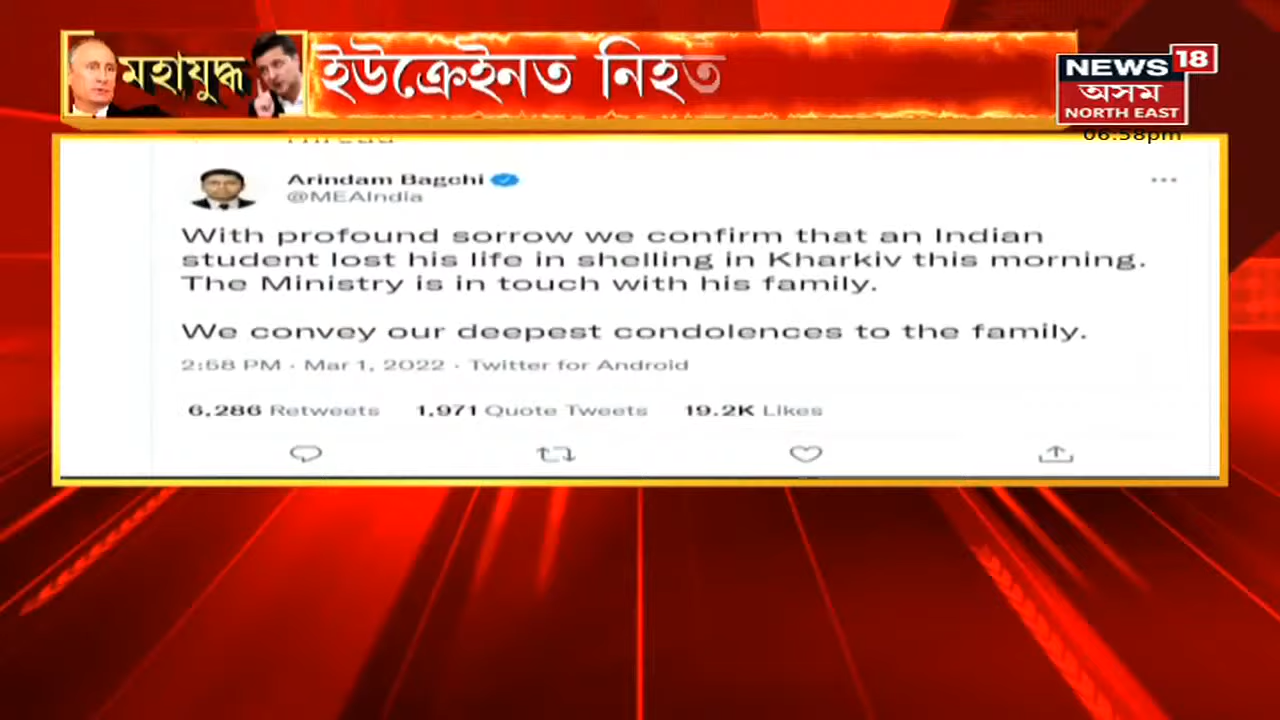 মহাযুদ্ধ
ইউক্ৰেইনত নিহত
NEWS 18
অসম
NORTH EAST
06:58pm
Arindam Bagchi
@MEAIndia
With profound sorrow we confirm that an Indian
student lost his life in shelling in Kharkiv this morning.
The Ministry is in touch with his family.
We convey our deepest condolences to the family.
2:58 PM · Mar 1, 2022 · Twitter for Android
6,286 Retweets 1,971 Quote Tweets 19.2K Likes